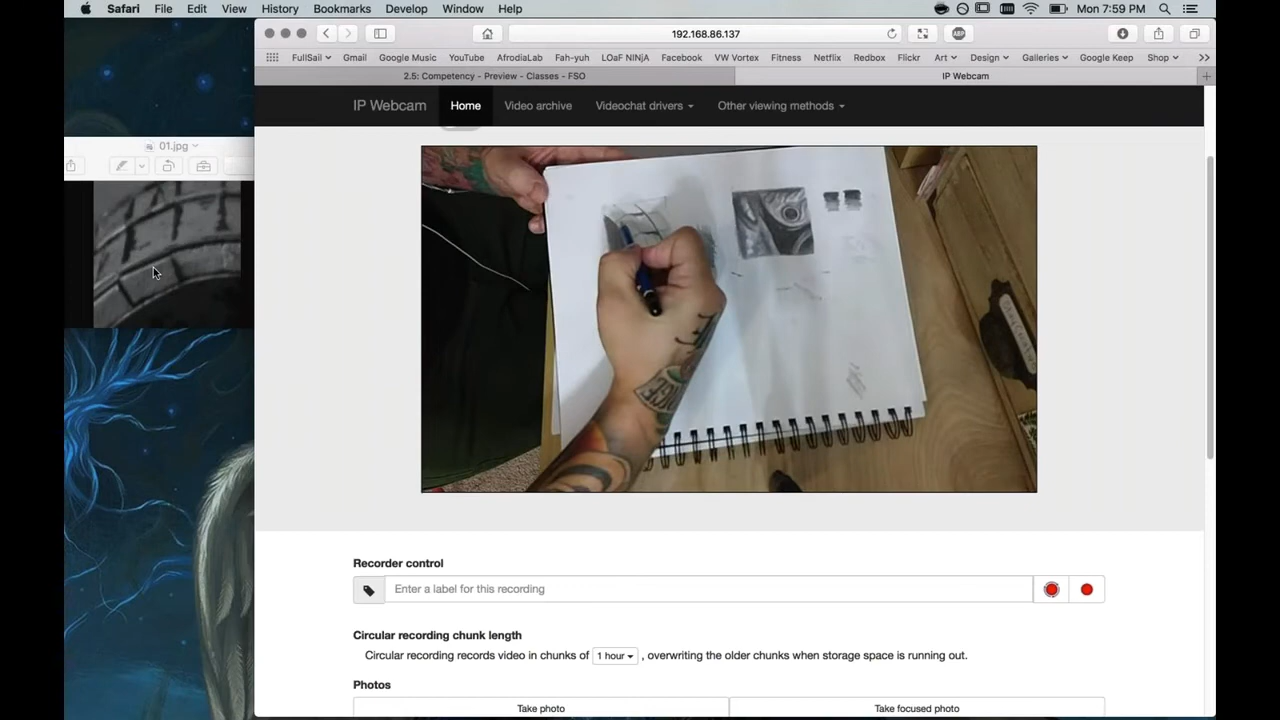 Safari File Edit View History Bookmarks Develop Window Help Mon 7:59 PM
192.168.86.137
FullSail Gmail Google Music YouTube AfrodiaLab Fah-yuh LOaF NINjA Facebook VW Vortex Fitness Netflix Redbox Flickr Art Design Galleries Google Keep Shop
2.5: Competency - Preview - Classes - FSO IP Webcam
IP Webcam Home Video archive Videochat drivers Other viewing methods
01.jpg
Recorder control
Enter a label for this recording
Circular recording chunk length
Circular recording records video in chunks of 1 hour , overwriting the older chunks when storage space is running out.
Photos
Take photo Take focused photo